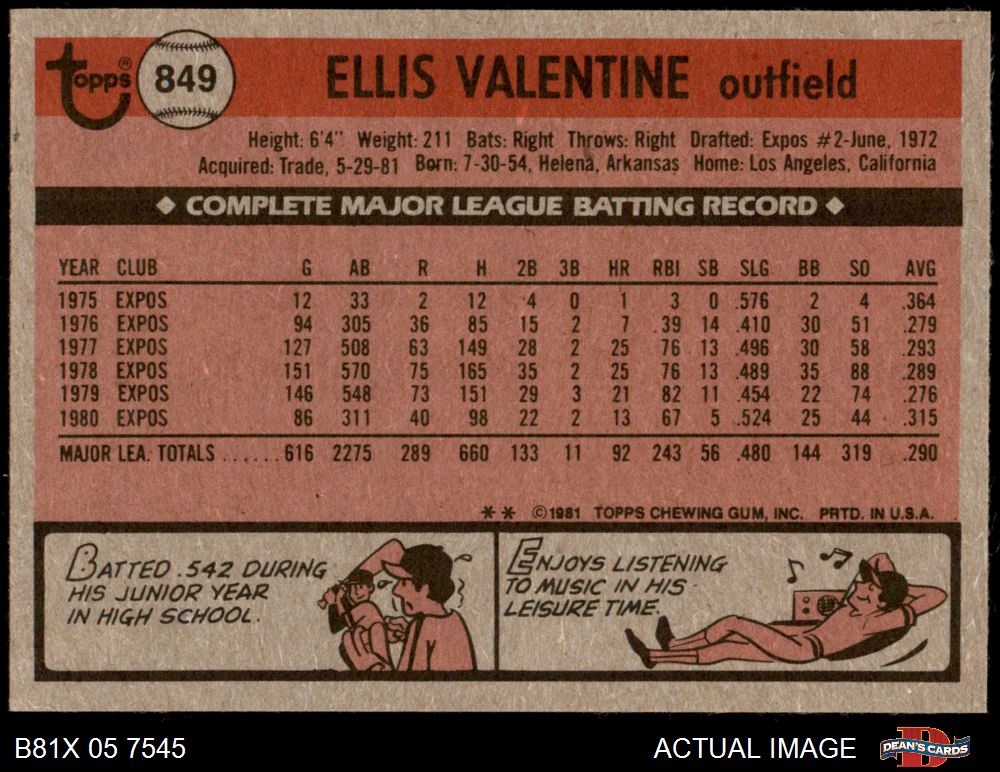 topps® 849 ELLIS VALENTINE outfield
Height: 6'4" Weight: 211 Bats: Right Throws: Right Drafted: Expos #2-June, 1972
Acquired: Trade, 5-29-81 Born: 7-30-54, Helena, Arkansas Home: Los Angeles, California
◆ COMPLETE MAJOR LEAGUE BATTING RECORD ◆
YEAR CLUB G AB R H 2B 3B HR RBI SB SLG BB SO AVG
1975 EXPOS 12 33 2 12 4 0 1 3 0 .576 2 4 .364
1976 EXPOS 94 305 36 85 15 2 7 39 14 .410 30 51 .279
1977 EXPOS 127 508 63 149 28 2 25 76 13 .496 30 58 .293
1978 EXPOS 151 570 75 165 35 2 25 76 13 .489 35 88 .289
1979 EXPOS 146 548 73 151 29 3 21 82 11 .454 22 74 .276
1980 EXPOS 86 311 40 98 22 2 13 67 5 .524 25 44 .315
MAJOR LEA. TOTALS ...... 616 2275 289 660 133 11 92 243 56 .480 144 319 .290
** ©1981 TOPPS CHEWING GUM, INC. PRTD. IN U.S.A.
BATTED .542 DURING
HIS JUNIOR YEAR
IN HIGH SCHOOL.
ENJOYS LISTENING
TO MUSIC IN HIS
LEISURE TIME.
B81X 05 7545 ACTUAL IMAGE DEAN'S CARDS